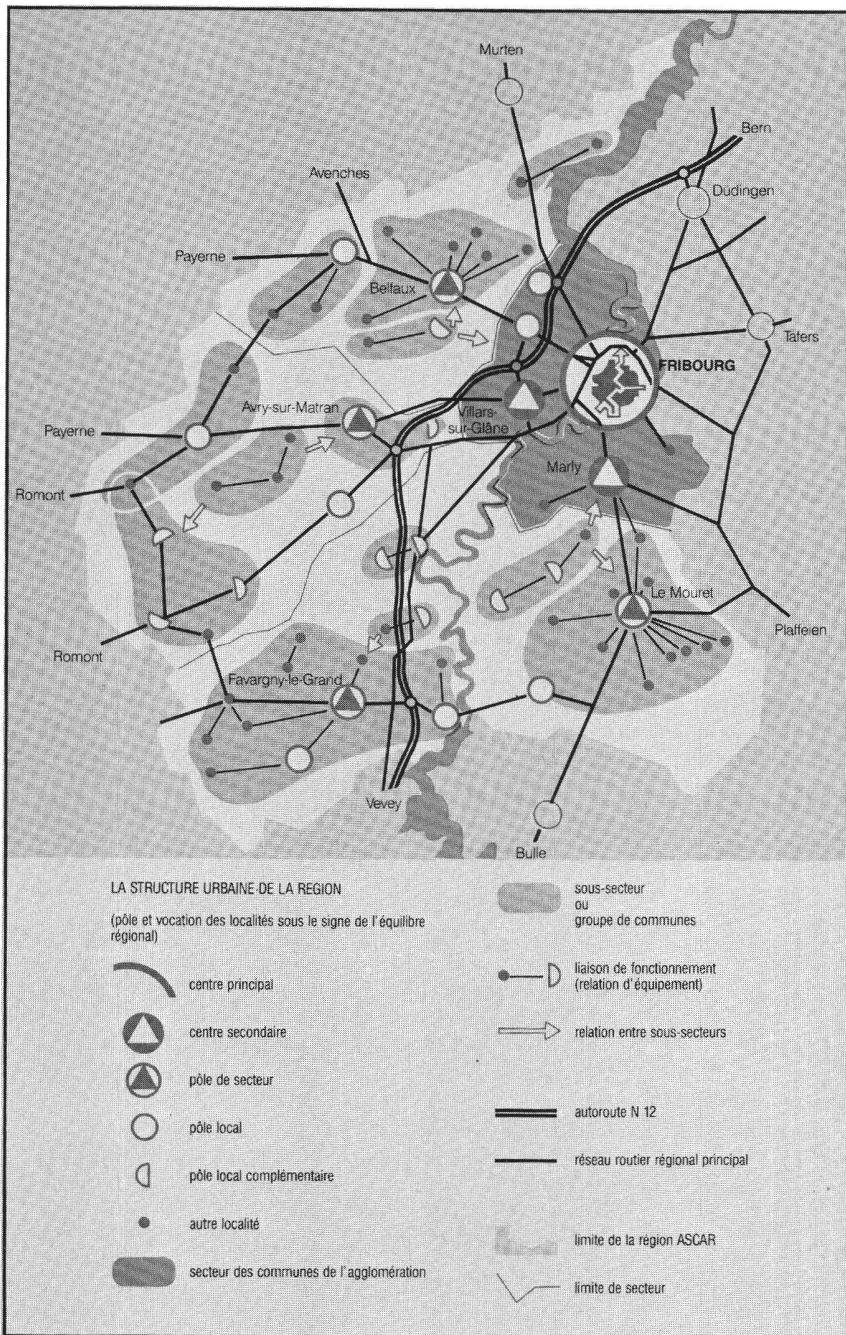 Murten
Bern
Avenches
Düdingen
Payerne
Belfaux
Tafers
FRIBOURG
Avry-sur-Matran
Villars-
sur-Glâne
Payerne
Marly
Romont
Le Mouret
Plaffeien
Romont
Favargny-le-Grand
Vevey
Bulle
LA STRUCTURE URBAINE DE LA REGION
(pôle et vocation des localités sous le signe de l'équilibre
régional)
centre principal
centre secondaire
pôle de secteur
pôle local
pôle local complémentaire
autre localité
secteur des communes de l'agglomération
sous-secteur
ou
groupe de communes
liaison de fonctionnement
(relation d'équipement)
relation entre sous-secteurs
autoroute N 12
réseau routier régional principal
limite de la région ASCAR
limite de secteur